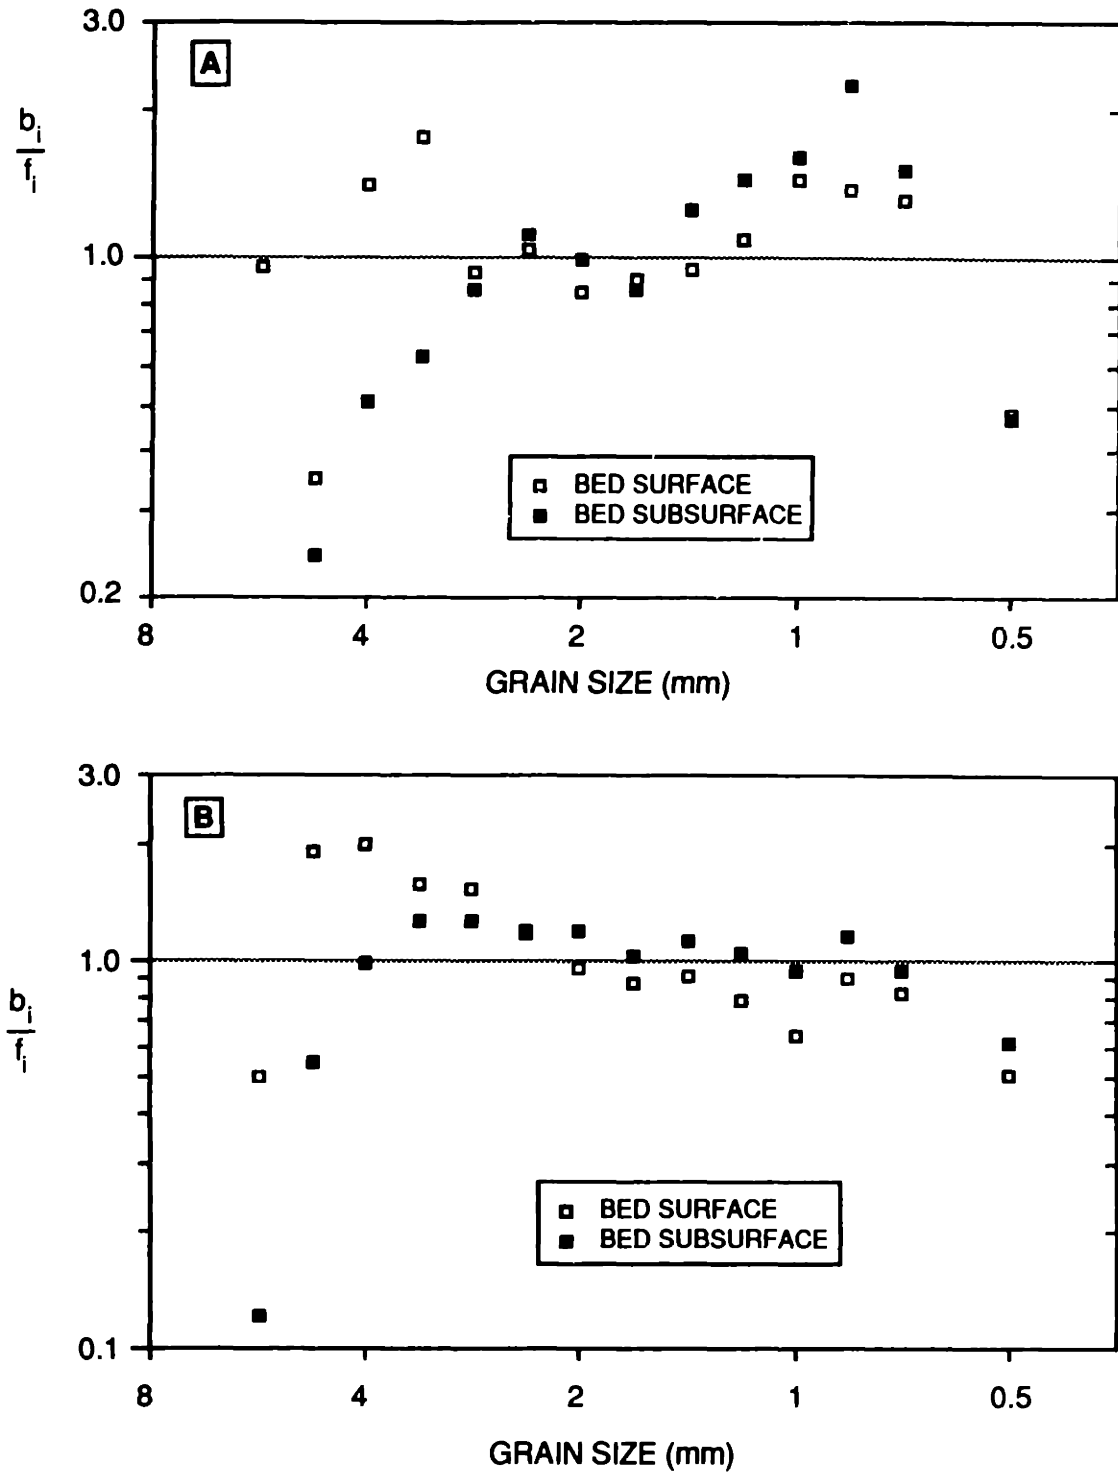 3.0
A
b_i
f_i
1.0
BED SURFACE
BED SUBSURFACE
0.2
8 4 2 1 0.5
GRAIN SIZE (mm)
3.0
B
1.0
b_i
f_i
BED SURFACE
BED SUBSURFACE
0.1
8 4 2 1 0.5
GRAIN SIZE (mm)